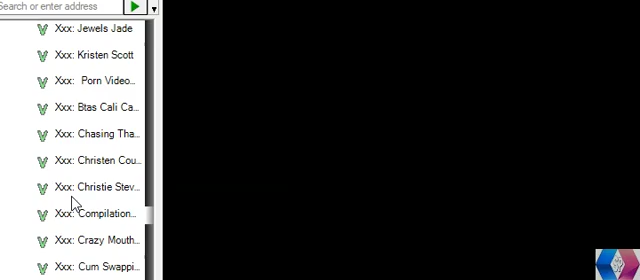 Search or enter address
Xxx: Jewels Jade
Xxx: Kristen Scott
Xxx: Porn Video...
Xxx: Btas Cali Ca...
Xxx: Chasing Tha...
Xxx: Christen Cou...
Xxx: Christie Stev...
Xxx: Compilation...
Xxx: Crazy Mouth...
Xxx: Cum Swappi...